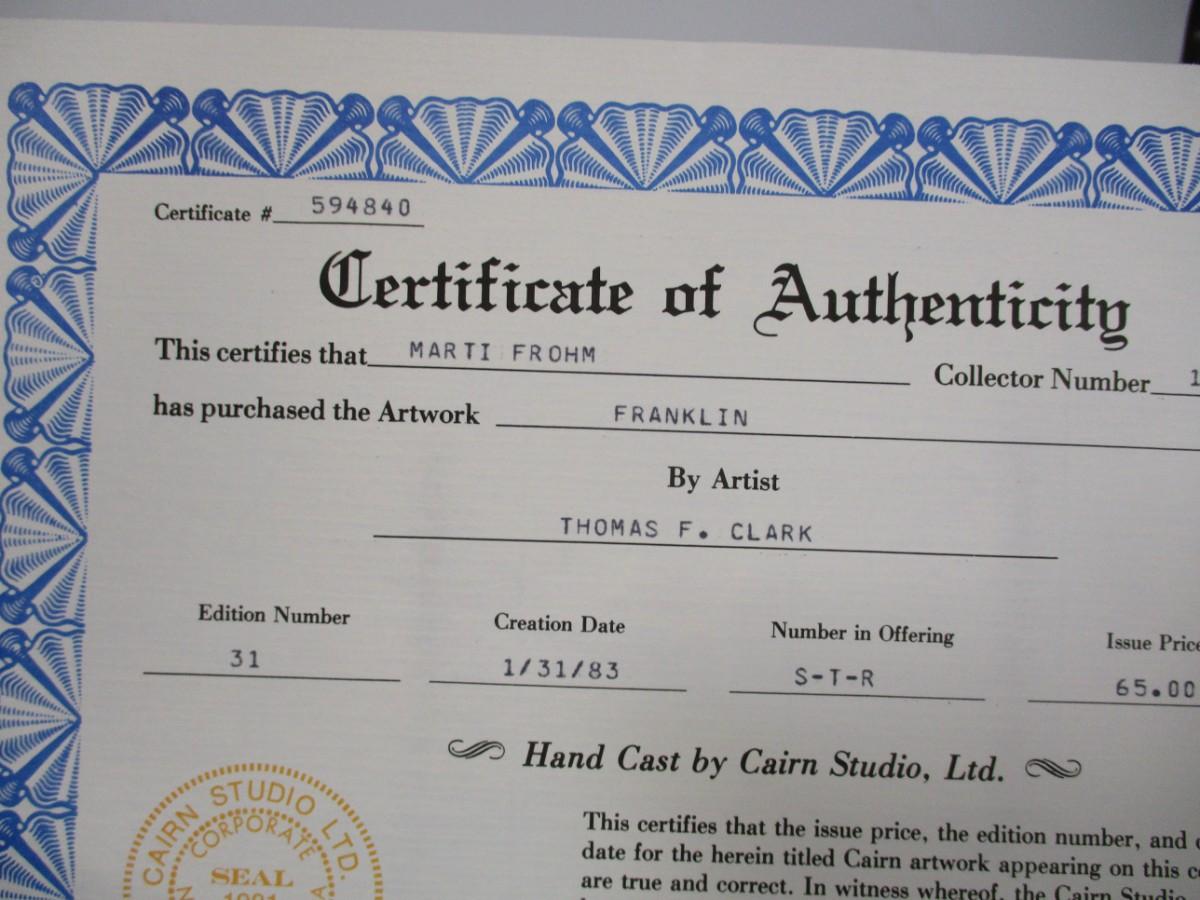 Certificate # 594840
Certificate of Authenticity
This certifies that MARTI FROHM Collector Number 1
has purchased the Artwork FRANKLIN
By Artist
THOMAS F. CLARK
Edition Number Creation Date Number in Offering Issue Price
31 1/31/83 S-T-R 65.00
Hand Cast by Cairn Studio, Ltd.
This certifies that the issue price, the edition number, and
date for the herein titled Cairn artwork appearing on this
are true and correct. In witness whereof, the Cairn Studio
CAIRN STUDIO LTD.
CORPORATE
SEAL